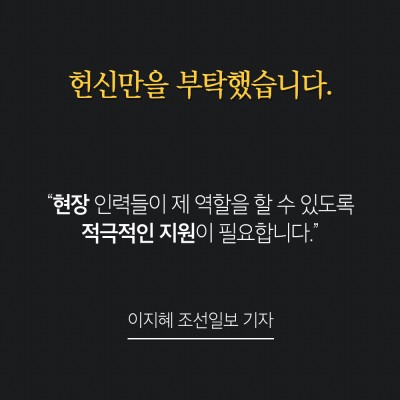 헌신만을 부탁했습니다.
“현장 인력들이 제 역할을 할 수 있도록
적극적인 지원이 필요합니다.”
이지혜 조선일보 기자